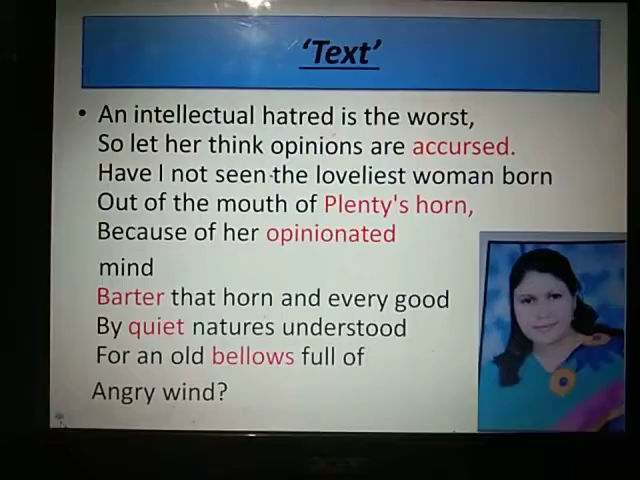 ‘Text’
• An intellectual hatred is the worst,
So let her think opinions are accursed.
Have I not seen the loveliest woman born
Out of the mouth of Plenty's horn,
Because of her opinionated
mind
Barter that horn and every good
By quiet natures understood
For an old bellows full of
Angry wind?